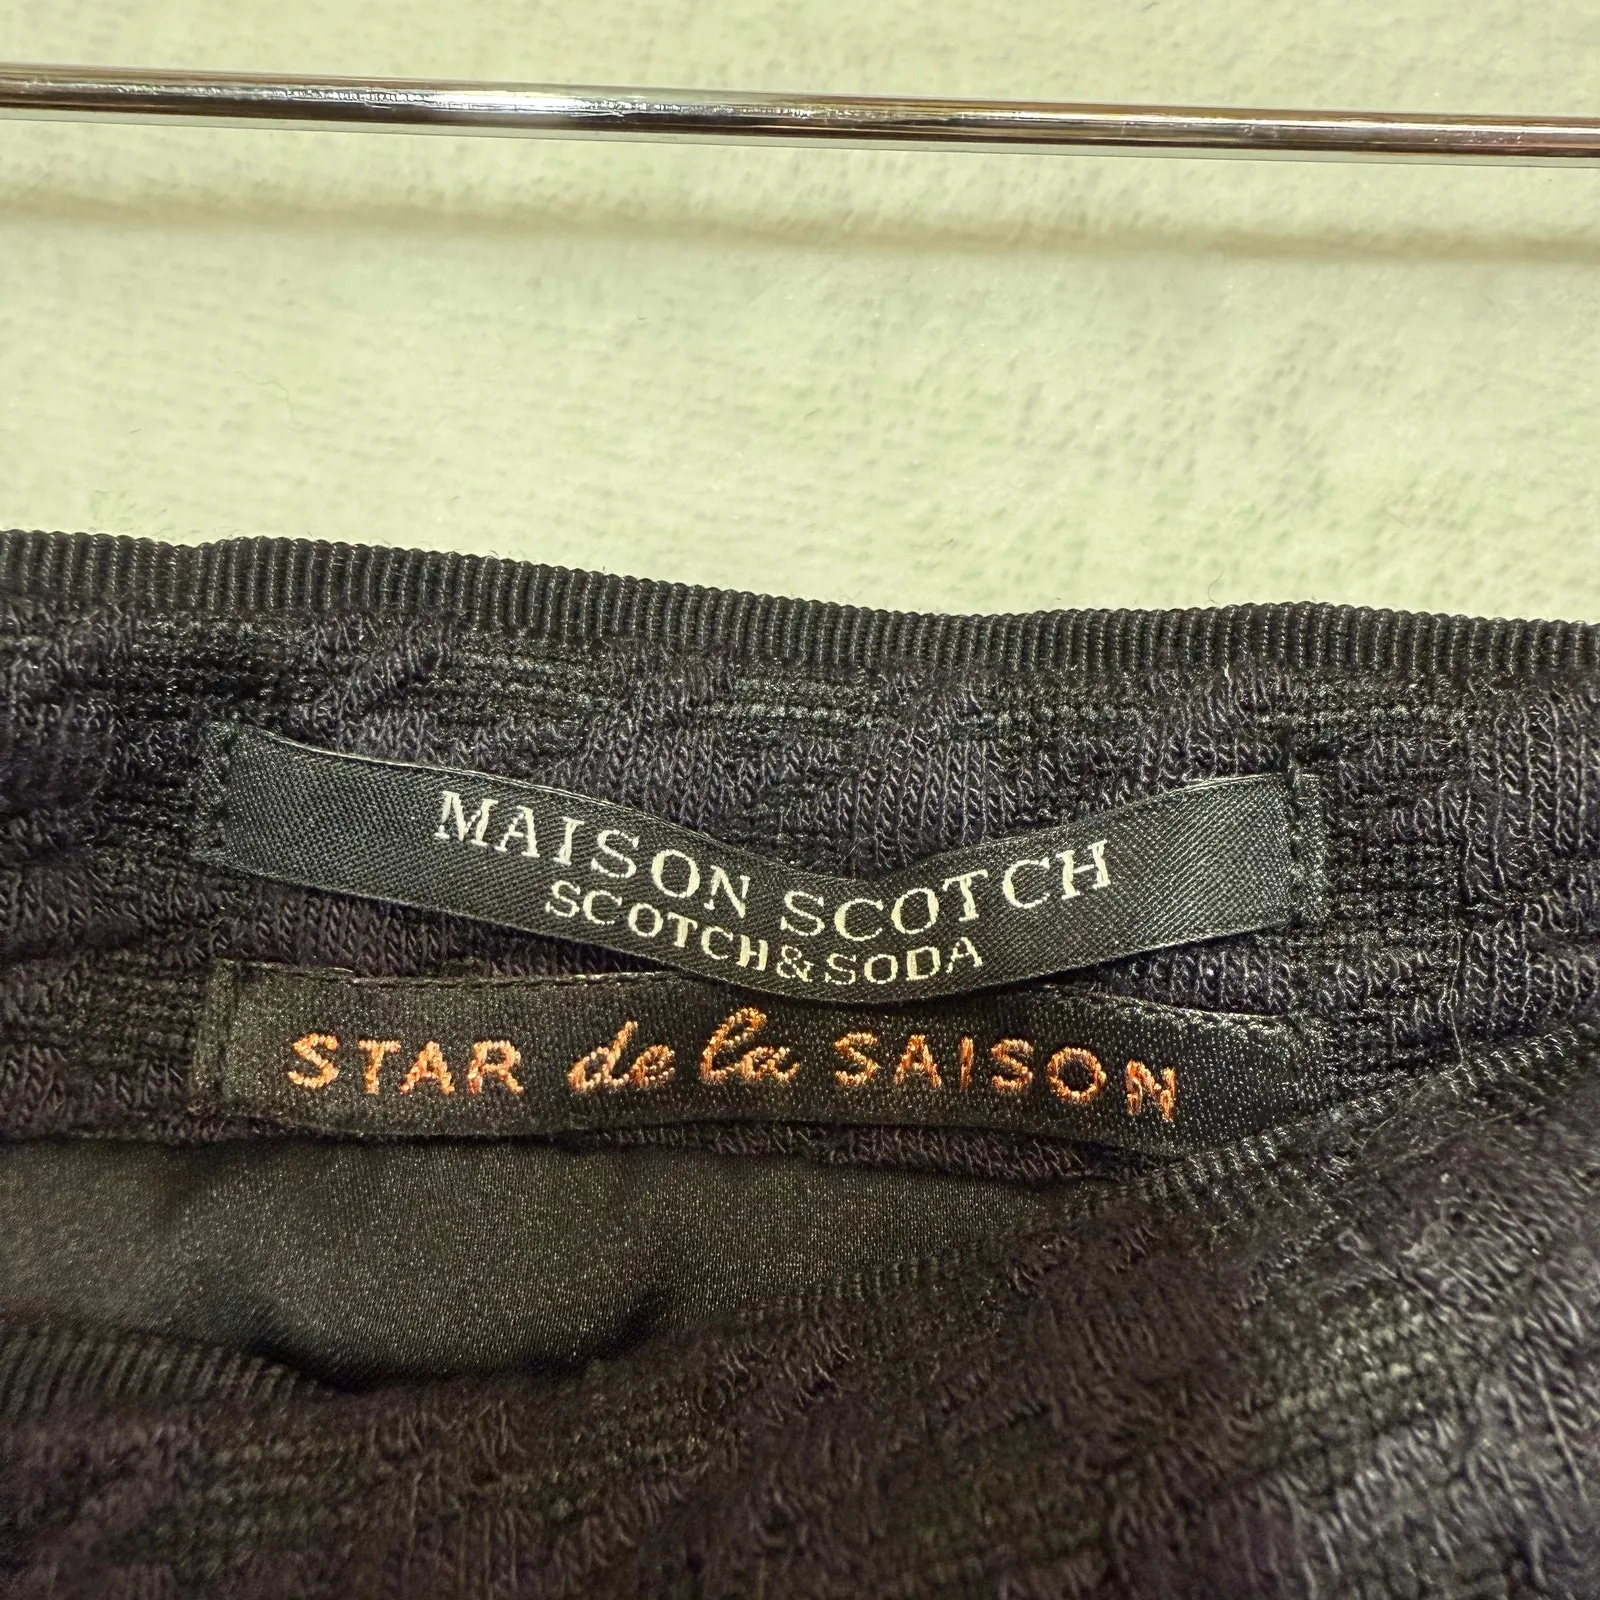 MAISON SCOTCH
SCOTCH&SODA
STAR de la SAISON